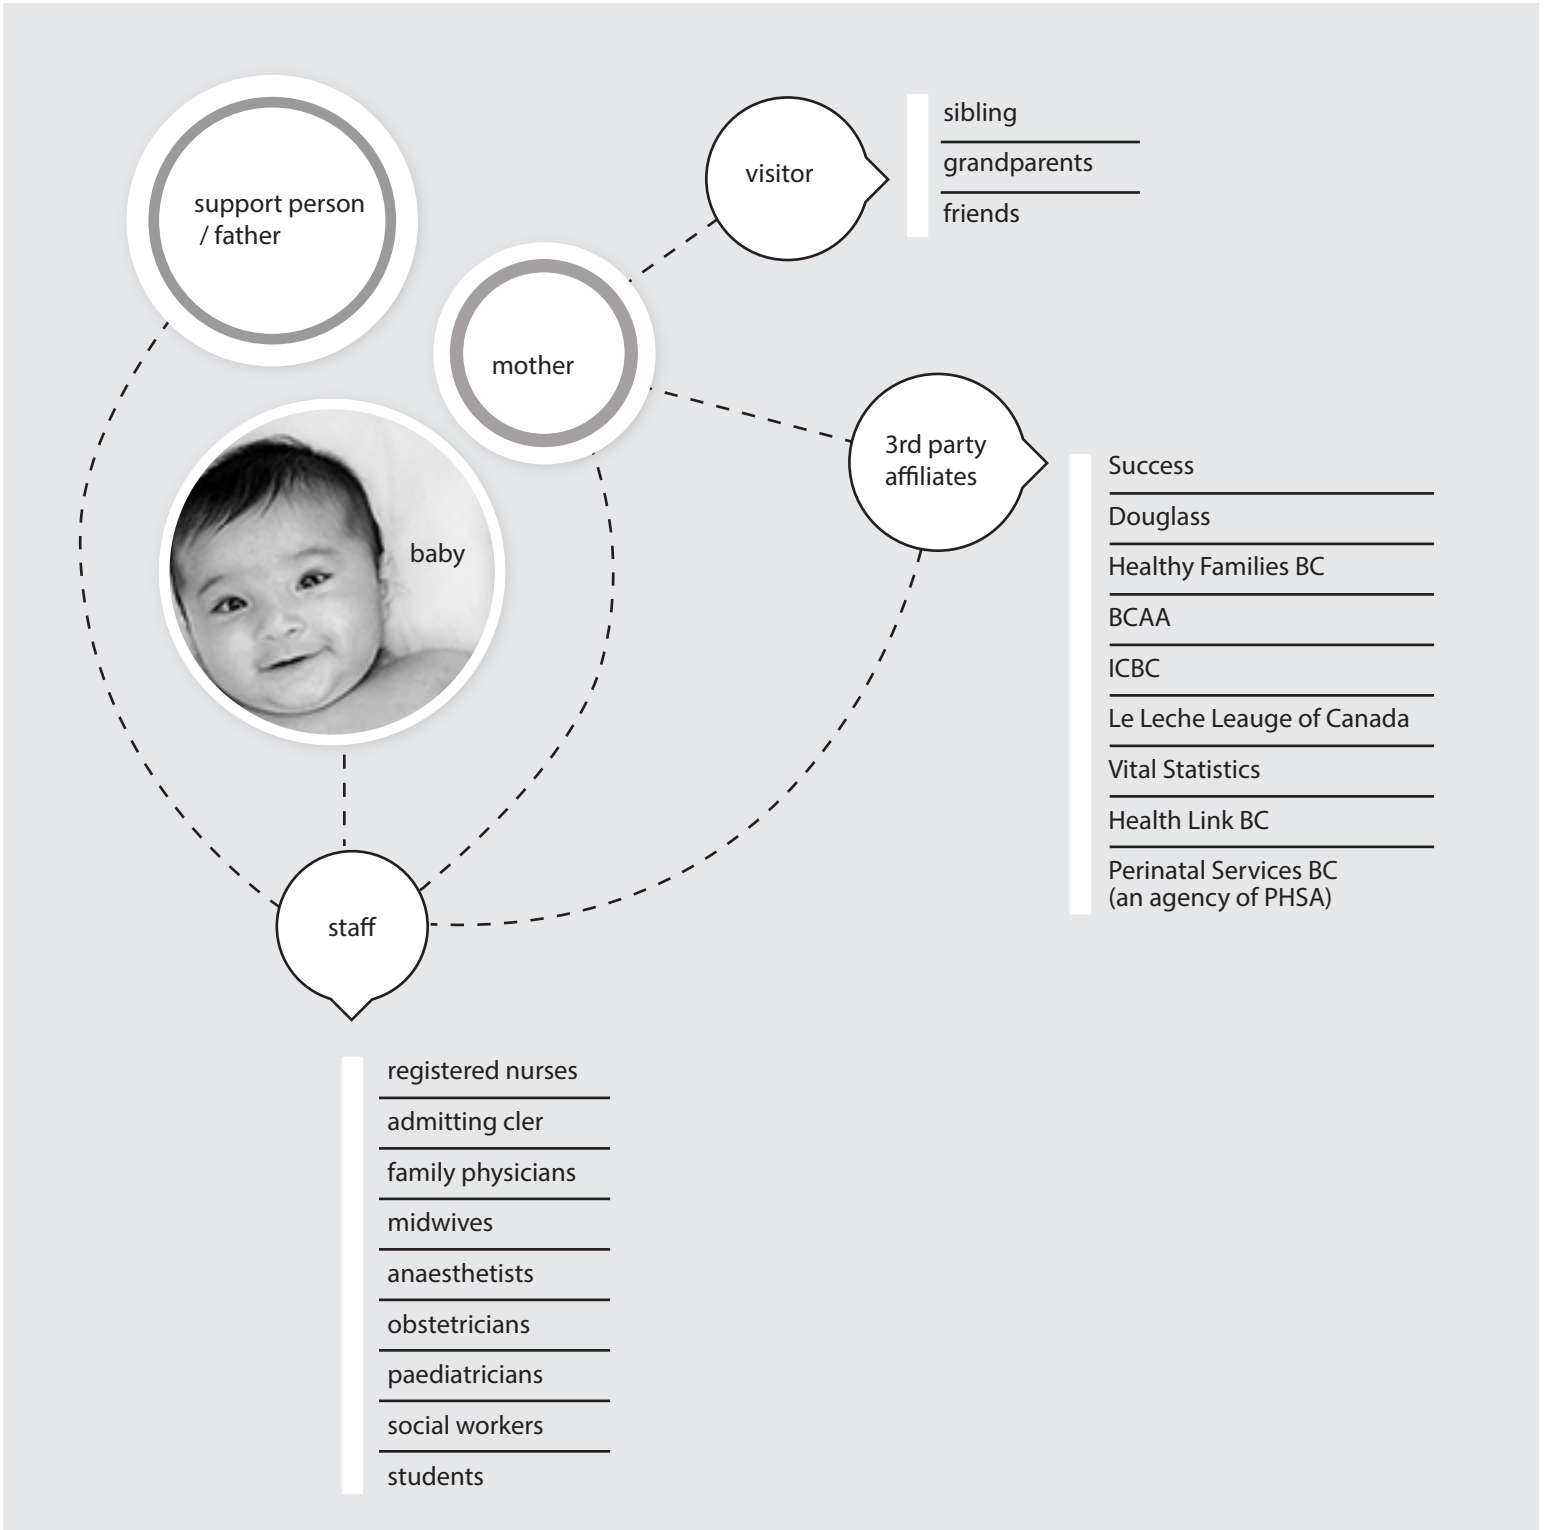 support person
/ father
mother
baby
visitor
sibling
grandparents
friends
3rd party
affiliates
Success
Douglass
Healthy Families BC
BCAA
ICBC
Le Leche Leauge of Canada
Vital Statistics
Health Link BC
Perinatal Services BC
(an agency of PHSA)
staff
registered nurses
admitting cler
family physicians
midwives
anaesthetists
obstetricians
paediatricians
social workers
students